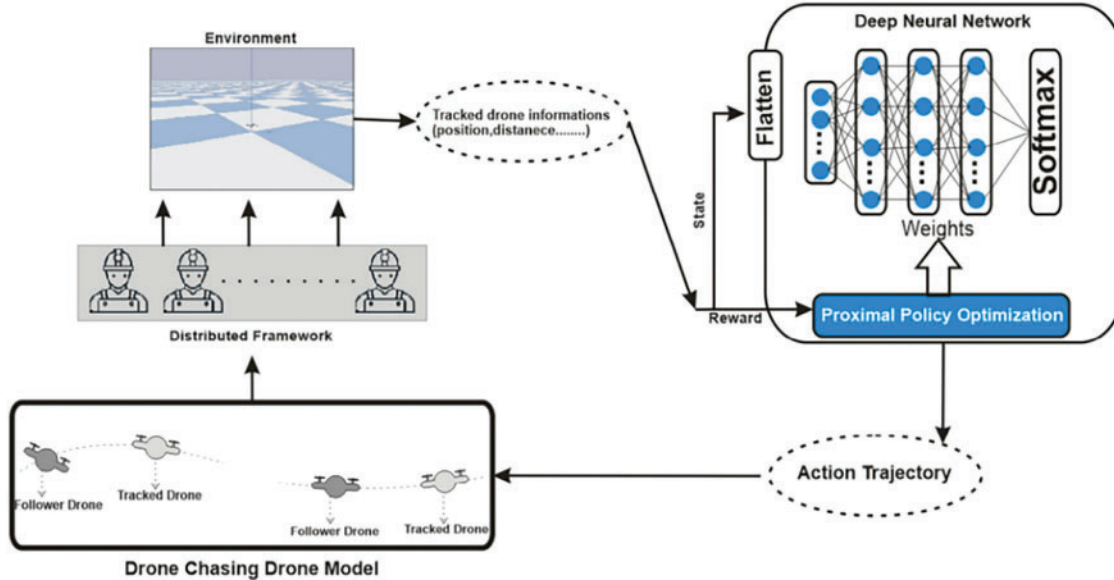 Environment
Tracked drone informations
(position,distanece........)
Deep Neural Network
Flatten
Softmax
Weights
State
Reward
Proximal Policy Optimization
Distributed Framework
Action Trajectory
Follower Drone
Tracked Drone
Follower Drone
Tracked Drone
Drone Chasing Drone Model